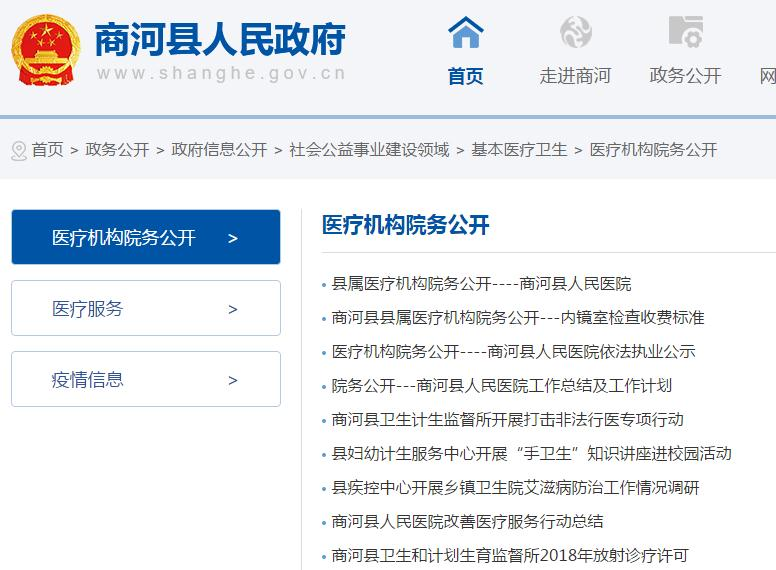 商河县人民政府
www.shanghe.gov.cn
首页
走进商河
政务公开
网
首页 > 政务公开 > 政府信息公开 > 社会公益事业建设领域 > 基本医疗卫生 > 医疗机构院务公开
医疗机构院务公开 >
医疗服务 >
疫情信息 >
医疗机构院务公开
县属医疗机构院务公开----商河县人民医院
商河县县属医疗机构院务公开---内镜室检查收费标准
医疗机构院务公开----商河县人民医院依法执业公示
院务公开---商河县人民医院工作总结及工作计划
商河县卫生计生监督所开展打击非法行医专项行动
县妇幼计生服务中心开展“手卫生”知识讲座进校园活动
县疾控中心开展乡镇卫生院艾滋病防治工作情况调研
商河县人民医院改善医疗服务行动总结
商河县卫生和计划生育监督所2018年放射诊疗许可